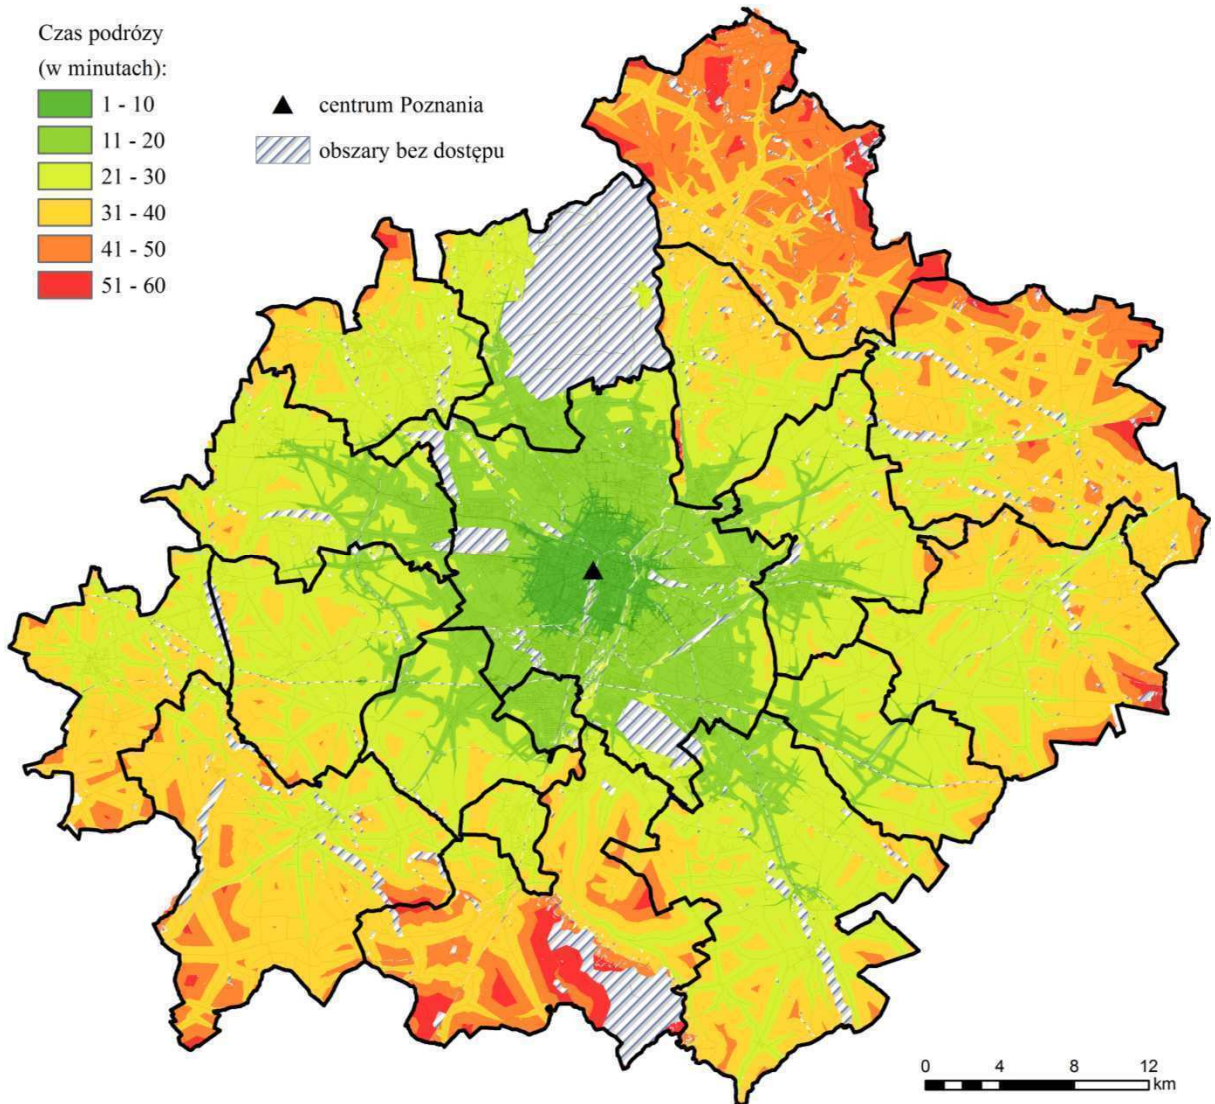 Czas podróży
(w minutach):
1 - 10
11 - 20
21 - 30
31 - 40
41 - 50
51 - 60
centrum Poznania
obszary bez dostępu
0 4 8 12
km